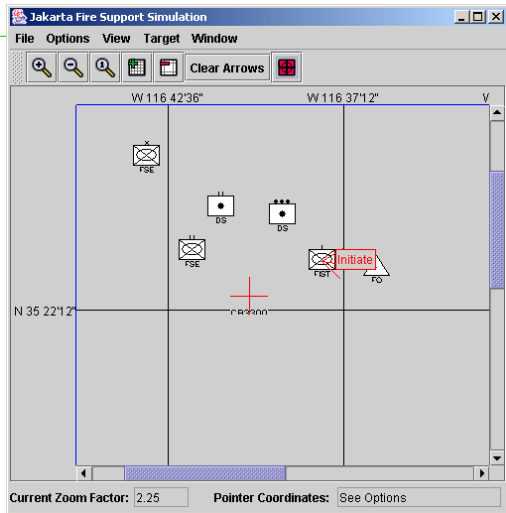 Jakarta Fire Support Simulation
File Options View Target Window
Clear Arrows
W 116 42'36" W 116 37'12"
FSE
DS
DS
FSE
Initiate
FIST
FO
N 35 22'12"
Current Zoom Factor: 2.25 Pointer Coordinates: See Options